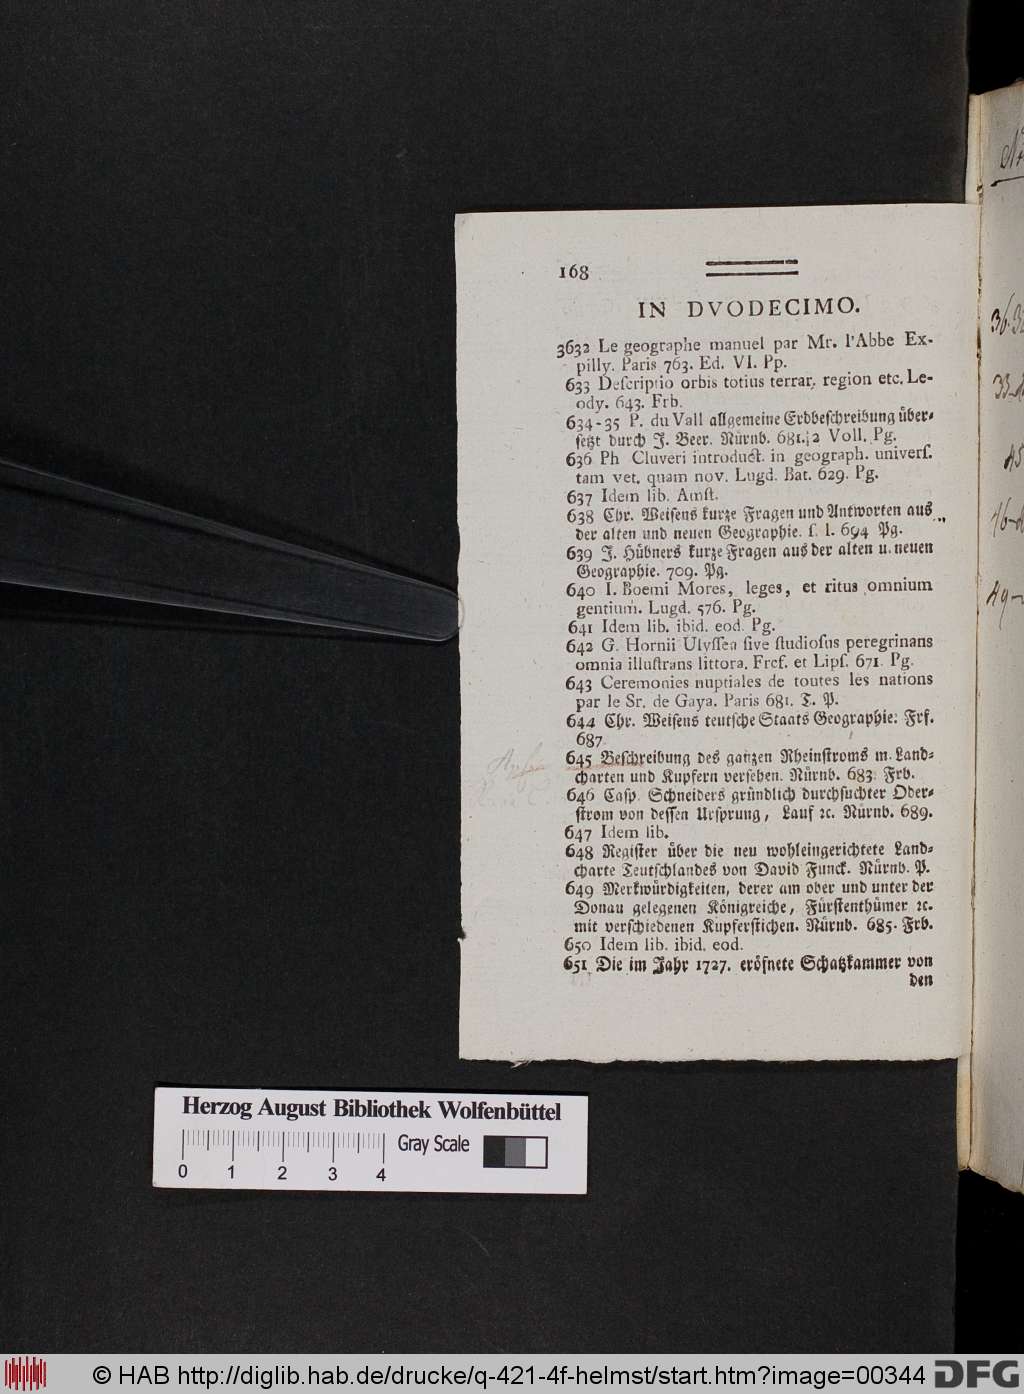 168
IN DVODECIMO.
3632 Le geographe manuel par Mr. l'Abbe Ex-
pilly. Paris 763. Ed. VI. Pp.
633 Deſcriptio orbis totius terrar. region etc. Le-
ody. 643. Frb.
634-35 P. du Vall allgemeine Erdbeſchreibung über-
ſetzt durch J. Beer. Nürnb. 681. 2 Voll. Pg.
636 Ph Cluveri introduct. in geograph. univerſ.
tam vet. quam nov. Lugd. Bat. 629. Pg.
637 Idem lib. Amſt.
638 Chr. Weiſens kurze Fragen und Antworten aus
der alten und neuen Geographie. ſ. l. 694 Pg.
639 J. Hübners kurze Fragen aus der alten u. neuen
Geographie. 709. Pg.
640 I. Boemi Mores, leges, et ritus omnium
gentium. Lugd. 576. Pg.
641 Idem lib. ibid. eod. Pg.
642 G. Hornii Ulyſſea ſive ſtudioſus peregrinans
omnia illuſtrans littora. Frcf. et Lipſ. 671. Pg.
643 Ceremonies nuptiales de toutes les nations
par le Sr. de Gaya. Paris 681. T. P.
644 Chr. Weiſens teutſche Staats Geographie: Frf.
687.
645 Beſchreibung des ganzen Rheinſtroms m. Land-
charten und Kupfern verſehen. Nürnb. 683. Frb.
646 Caſp. Schneiders gründlich durchſuchter Oder-
ſtrom von deſſen Urſprung, Lauf ꝛc. Nürnb. 689.
647 Idem lib.
648 Regiſter über die neu wohleingerichtete Land-
charte Teutſchlandes von David Funck. Nürnb. P.
649 Merkwürdigkeiten, derer am ober und unter der
Donau gelegenen Königreiche, Fürſtenthümer ꝛc.
mit verſchiedenen Kupferſtichen. Nürnb. 685. Frb.
650 Idem lib. ibid. eod.
651 Die im Jahr 1727. eröfnete Schatzkammer von
den
Herzog August Bibliothek Wolfenbüttel
Gray Scale
0 1 2 3 4
© HAB http://diglib.hab.de/drucke/q-421-4f-helmst/start.htm?image=00344
DFG